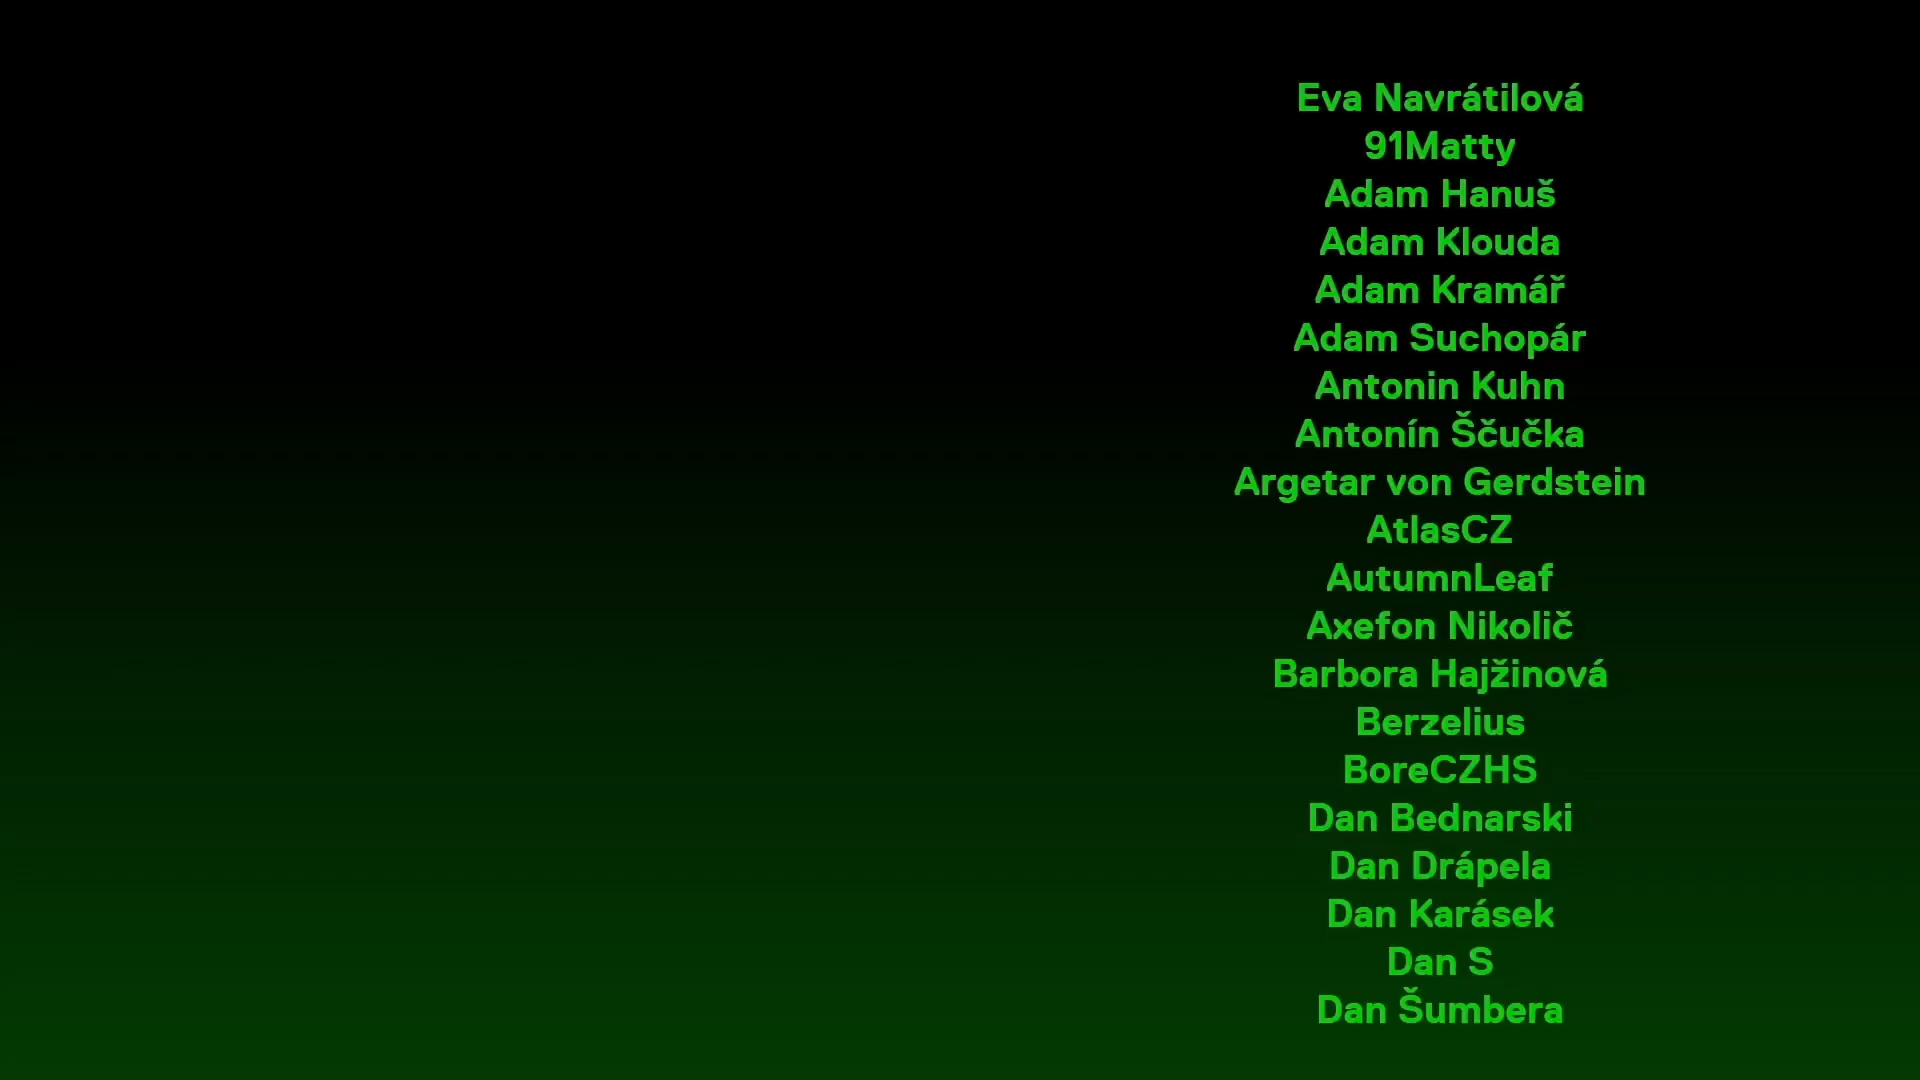 Eva Navrátilová
91Matty
Adam Hanuš
Adam Klouda
Adam Kramář
Adam Suchopár
Antonin Kuhn
Antonín Ščučka
Argetar von Gerdstein
AtlasCZ
AutumnLeaf
Axefon Nikolič
Barbora Hajžinová
Berzelius
BoreCZHS
Dan Bednarski
Dan Drápela
Dan Karásek
Dan S
Dan Šumbera